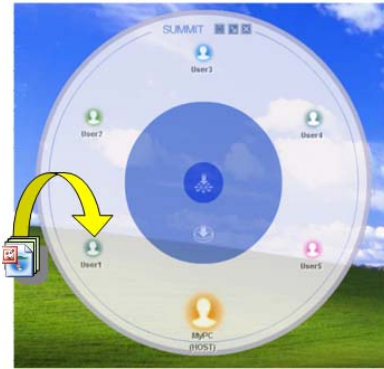 SUMMIT
User3
User2
User4
User1
User5
MyPC
(HOST)